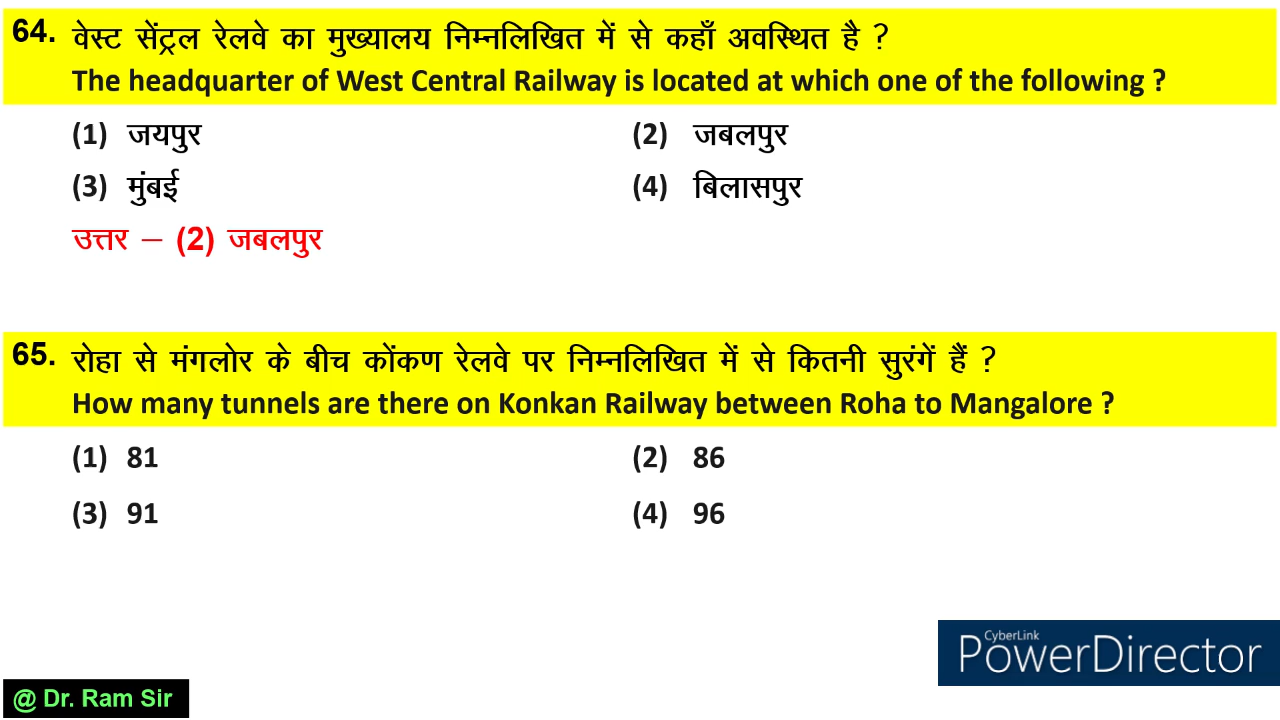 64. वेस्ट सेंट्रल रेलवे का मुख्यालय निम्नलिखित में से कहाँ अवस्थित है ?
The headquarter of West Central Railway is located at which one of the following ?
(1) जयपुर (2) जबलपुर
(3) मुंबई (4) बिलासपुर
उत्तर – (2) जबलपुर
65. रोहा से मंगलोर के बीच कोंकण रेलवे पर निम्नलिखित में से कितनी सुरंगें हैं ?
How many tunnels are there on Konkan Railway between Roha to Mangalore ?
(1) 81 (2) 86
(3) 91 (4) 96
CyberLink
PowerDirector
@ Dr. Ram Sir